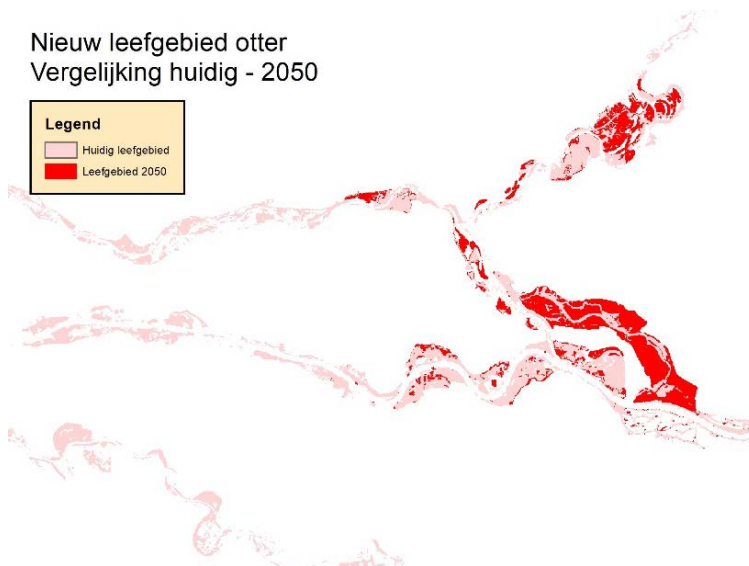 Nieuw leefgebied otter
Vergelijking huidig - 2050
Legend
Huidig leefgebied
Leefgebied 2050